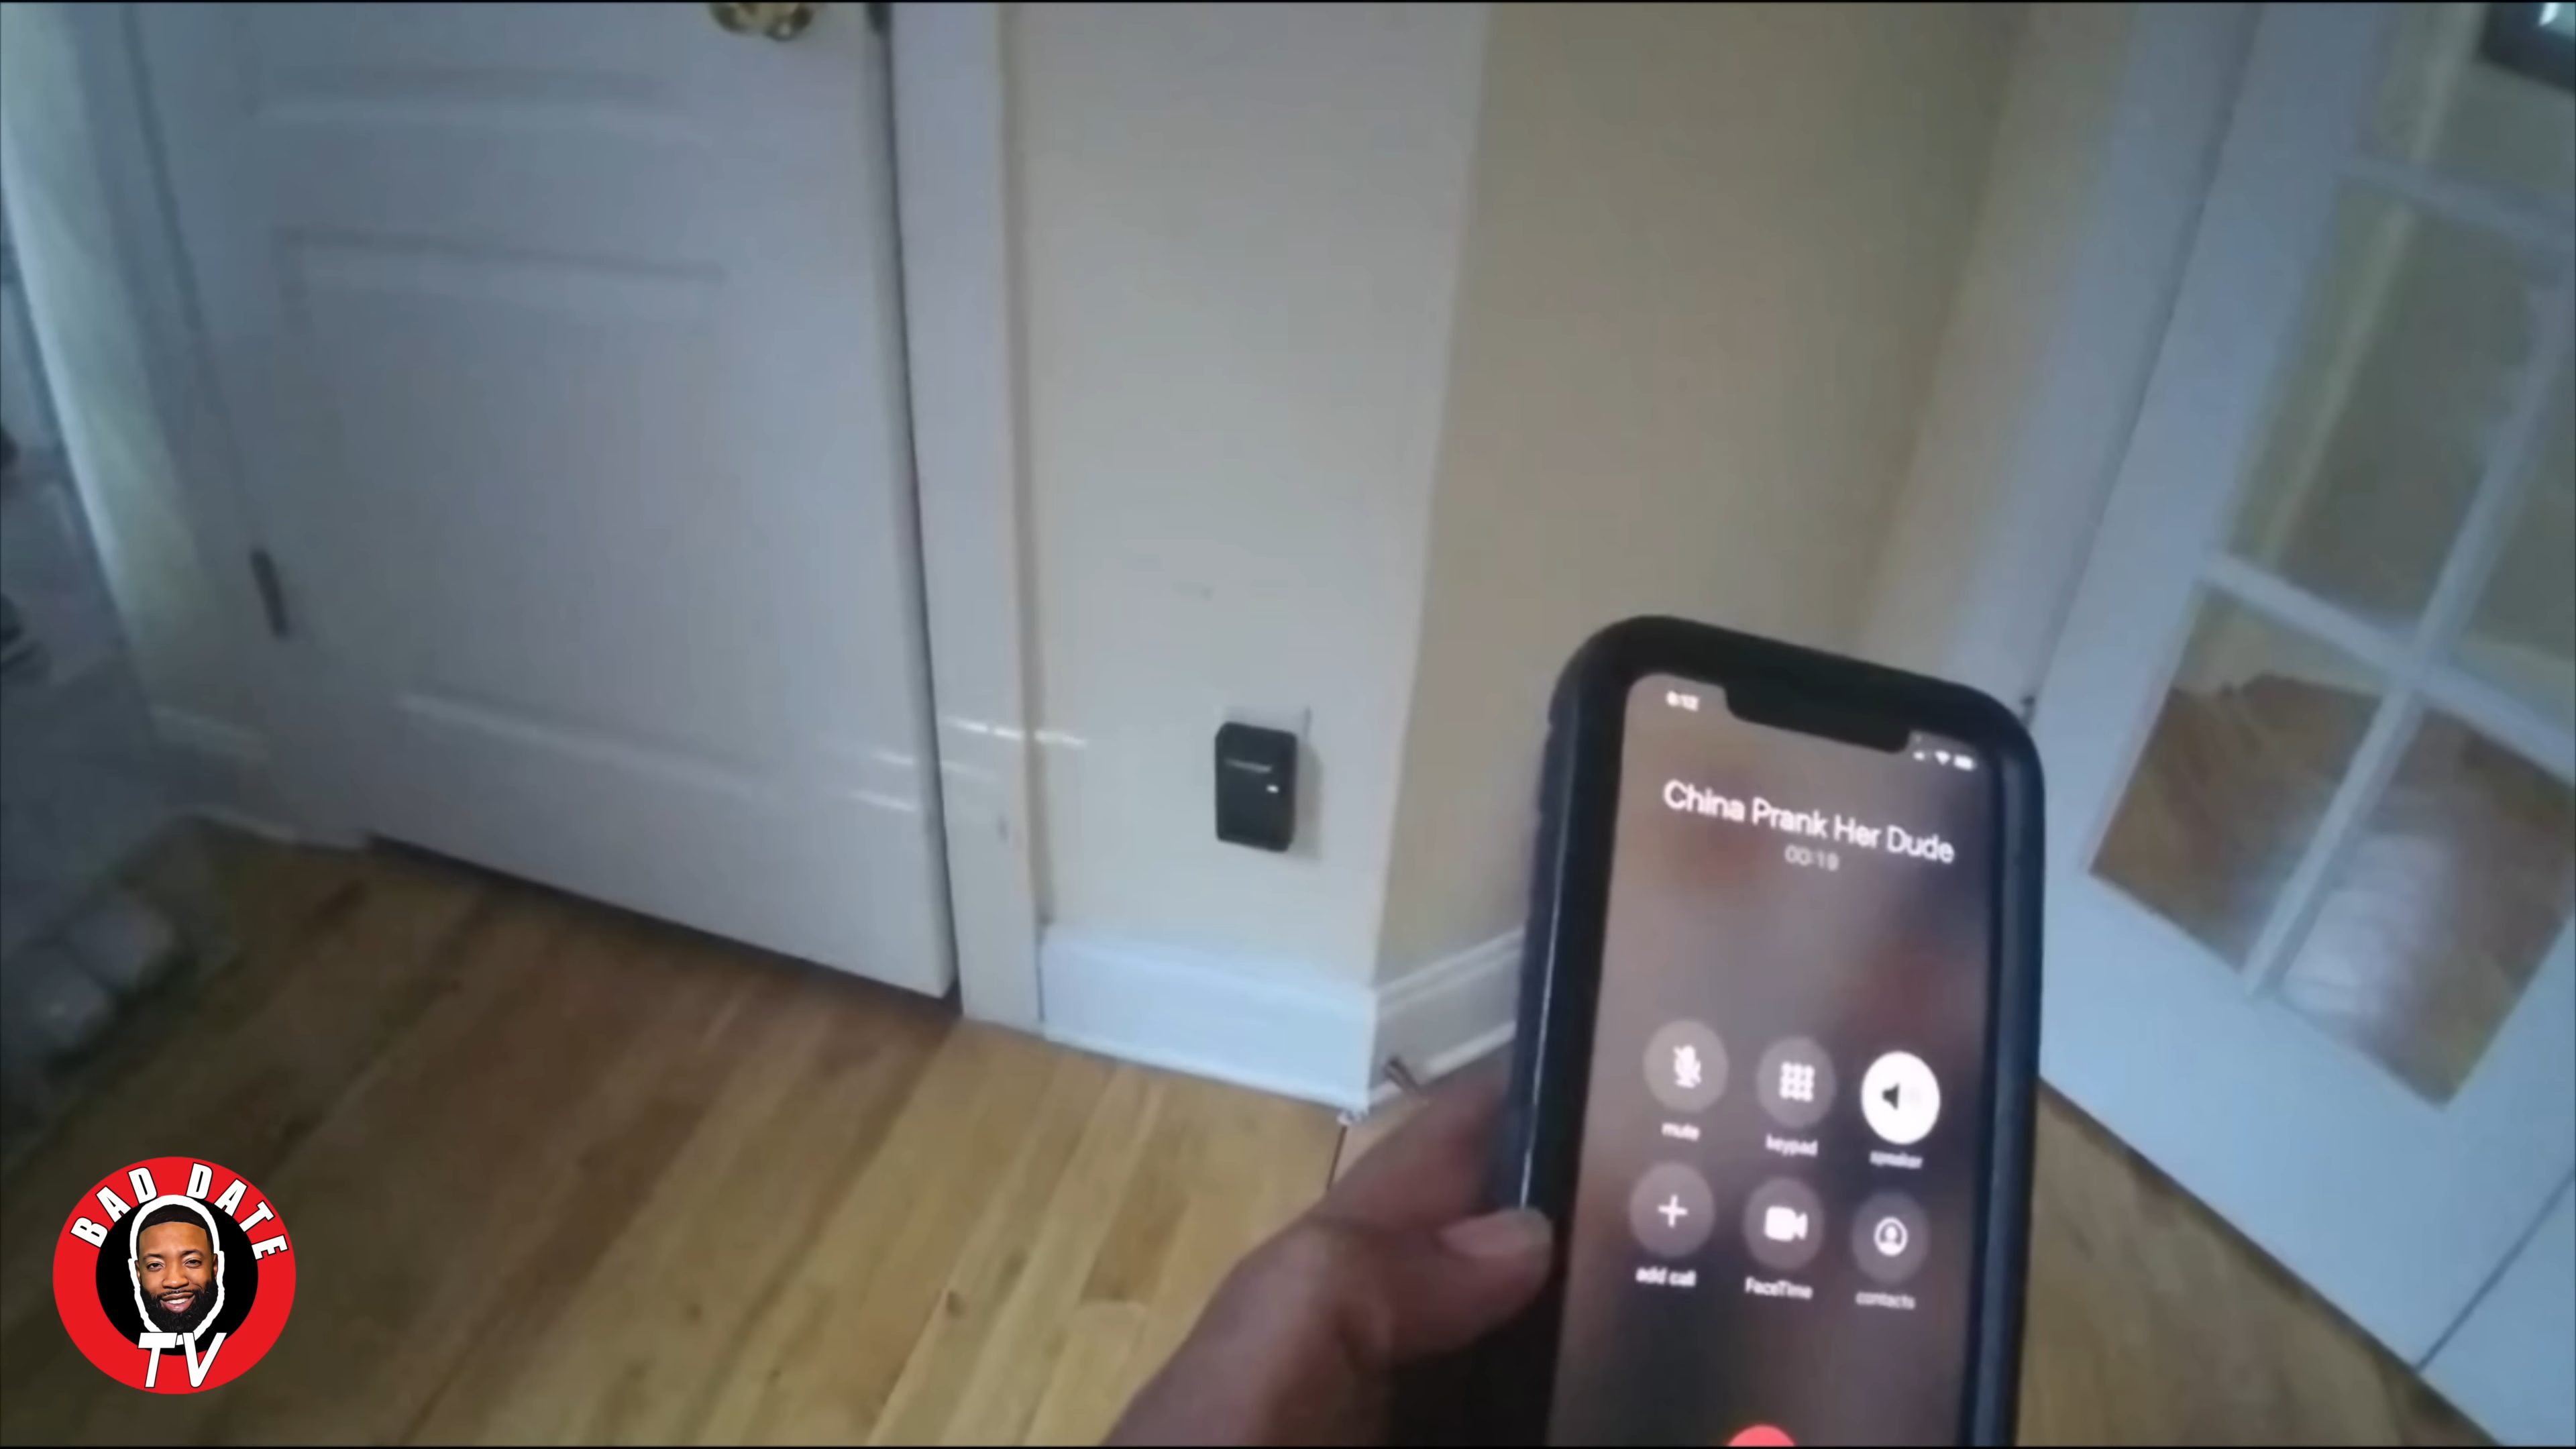 China Prank Her Dude
00:19
mute
keypad
speaker
add call
FaceTime
contacts
BAD DATE
TV